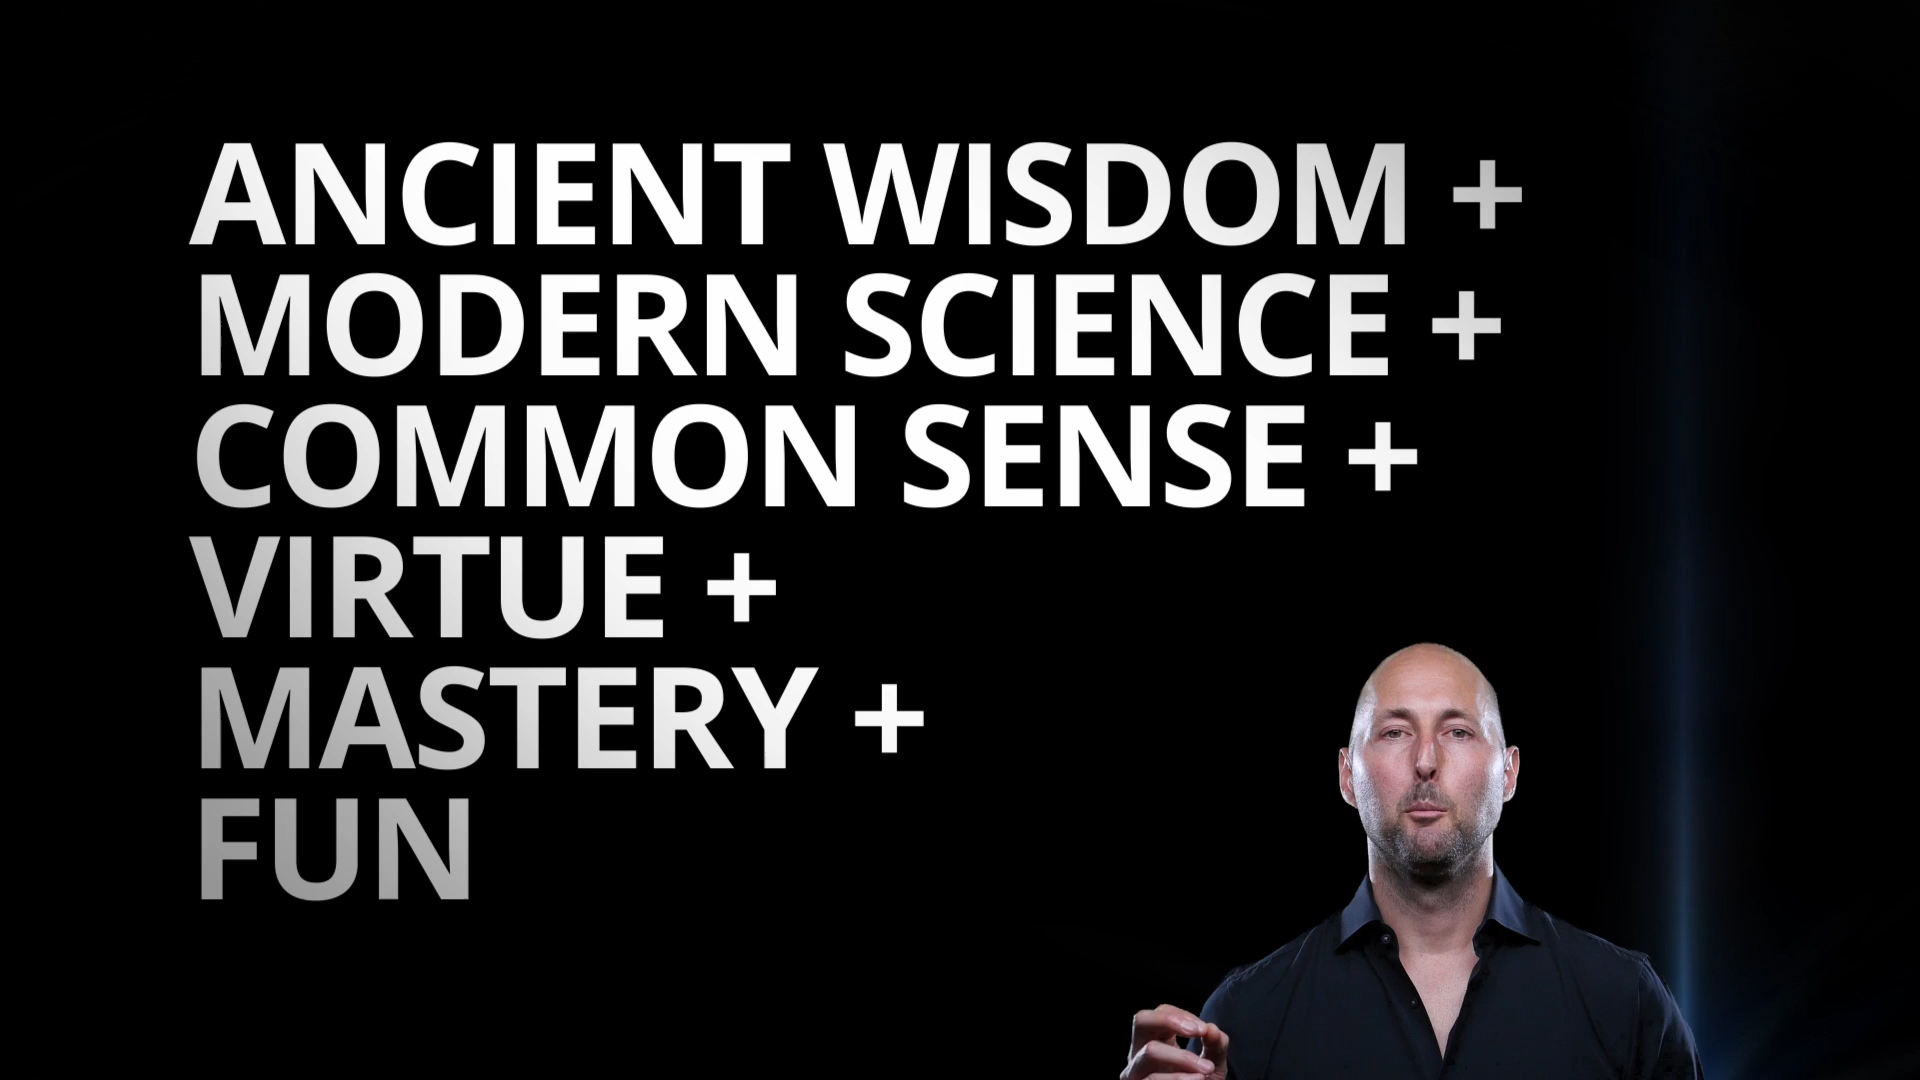 ANCIENT WISDOM +
MODERN SCIENCE +
COMMON SENSE +
VIRTUE +
MASTERY +
FUN